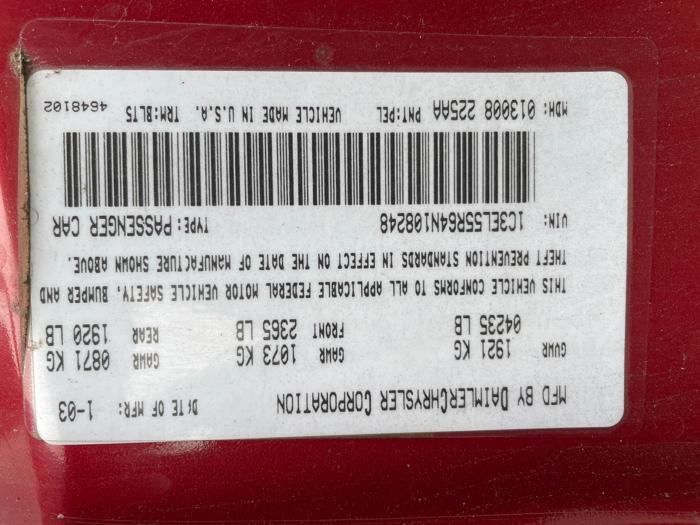 MFD BY DAIMLERCHRYSLER CORPORATION DATE OF MFR: 1-03
GVWR 1921 KG GAWR 1073 KG GAWR 0871 KG
04235 LB FRONT 2365 LB REAR 1920 LB
THIS VEHICLE CONFORMS TO ALL APPLICABLE FEDERAL MOTOR VEHICLE SAFETY, BUMPER AND
THEFT PREVENTION STANDARDS IN EFFECT ON THE DATE OF MANUFACTURE SHOWN ABOVE.
VIN: 1C3EL55R64N108248 TYPE: PASSENGER CAR
MDH: 013008 225AA PNT:PEL VEHICLE MADE IN U.S.A. TRM:BLT5
4648102